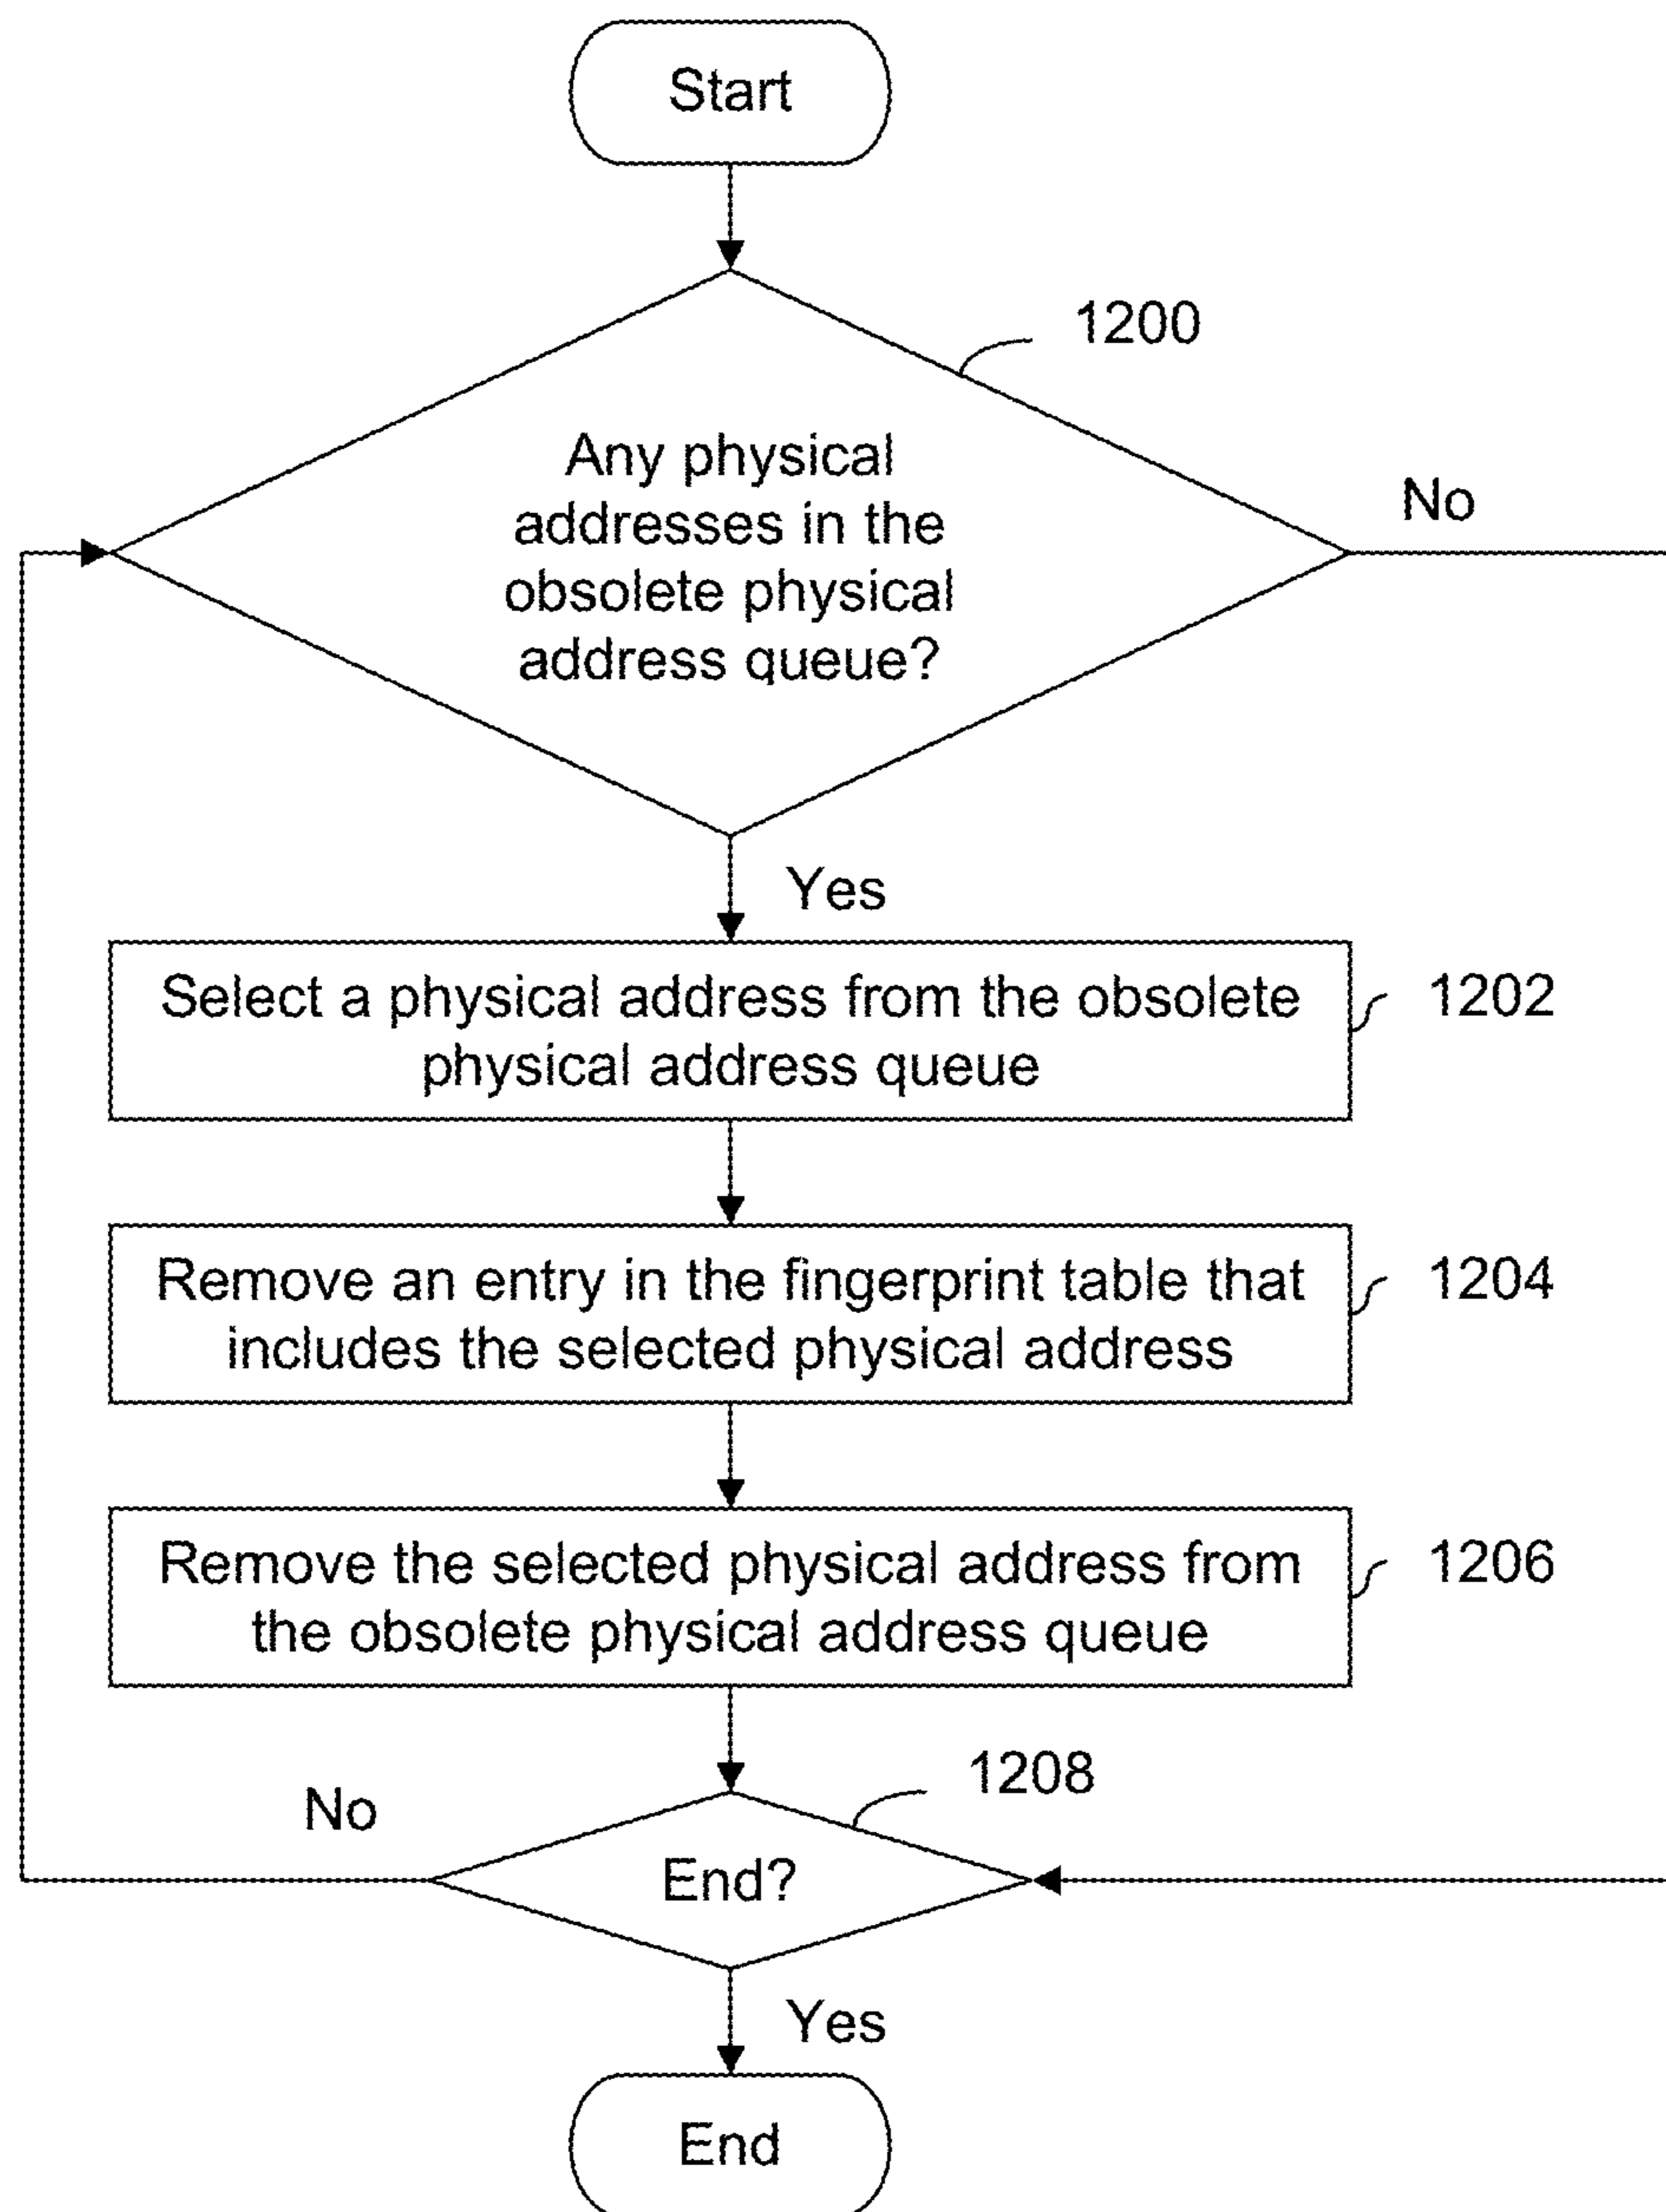 Start
1200
Any physical
addresses in the
obsolete physical
address queue?
No
Yes
Select a physical address from the obsolete
physical address queue
1202
Remove an entry in the fingerprint table that
includes the selected physical address
1204
Remove the selected physical address from
the obsolete physical address queue
1206
1208
No
End?
Yes
End